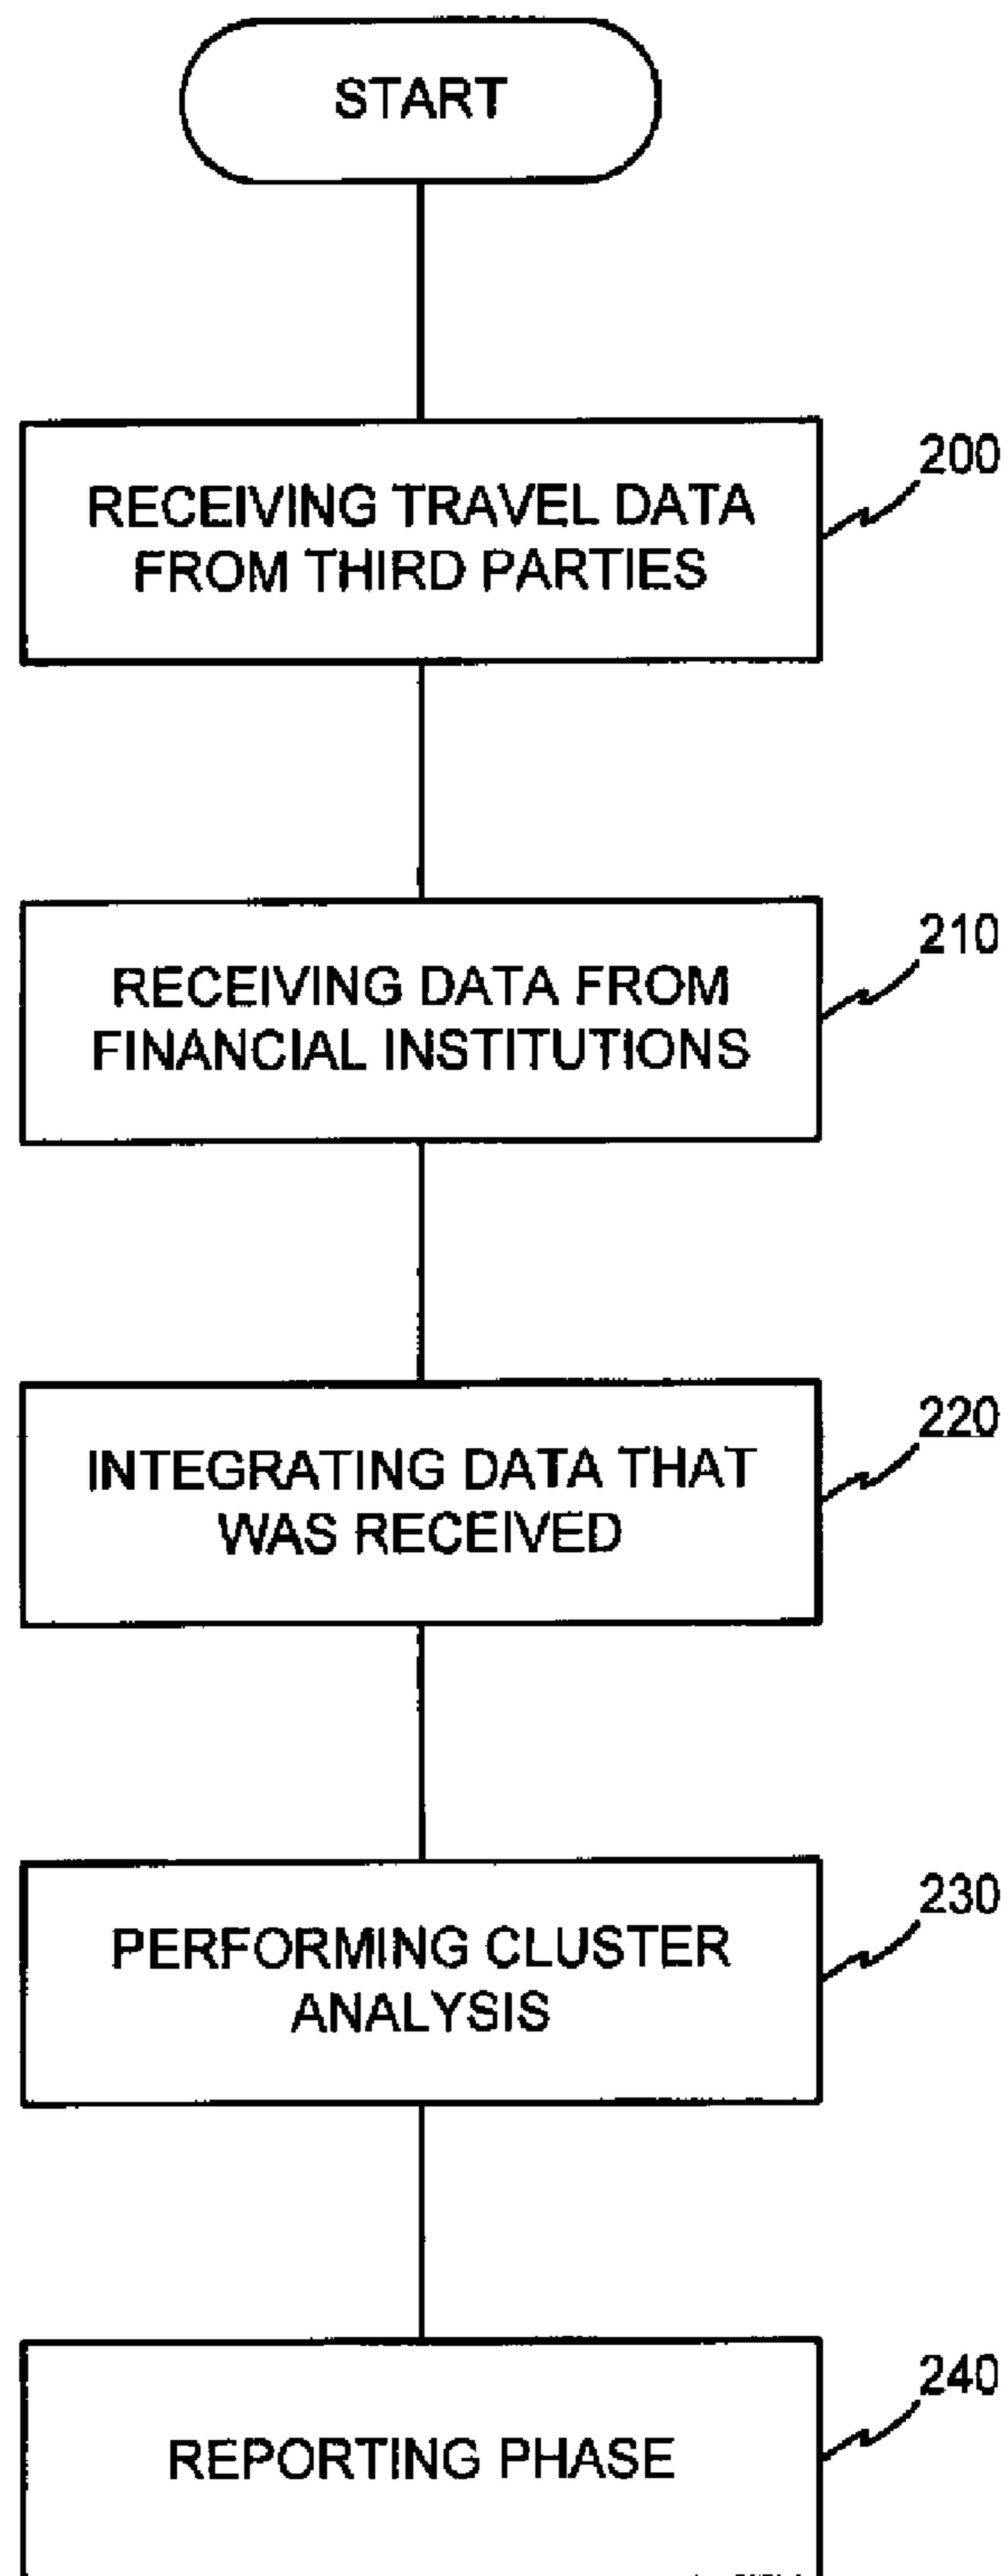 START
RECEIVING TRAVEL DATA
FROM THIRD PARTIES
200
RECEIVING DATA FROM
FINANCIAL INSTITUTIONS
210
INTEGRATING DATA THAT
WAS RECEIVED
220
PERFORMING CLUSTER
ANALYSIS
230
REPORTING PHASE
240